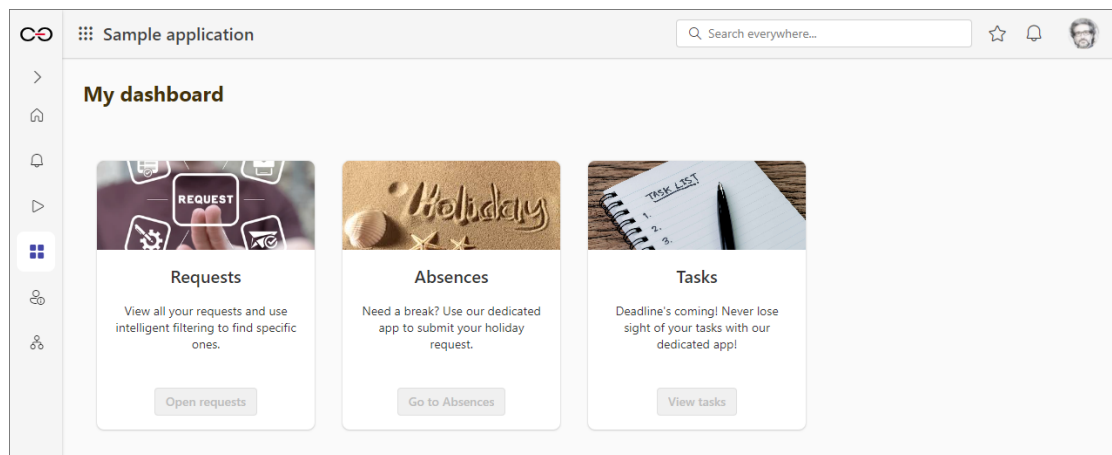 Sample application
Search everywhere...
My dashboard
REQUEST
Holiday
TASK LIST
1.
2.
3.
Requests
Absences
Tasks
View all your requests and use
intelligent filtering to find specific
ones.
Need a break? Use our dedicated
app to submit your holiday
request.
Deadline's coming! Never lose
sight of your tasks with our
dedicated app!
Open requests
Go to Absences
View tasks